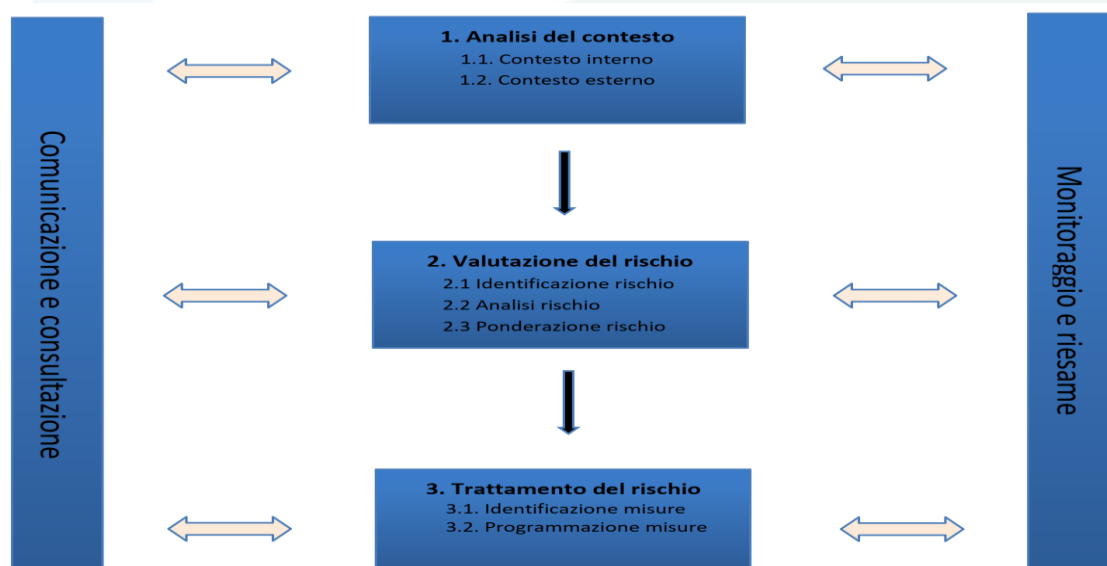 Comunicazione e consultazione
1. Analisi del contesto
1.1. Contesto interno
1.2. Contesto esterno
2. Valutazione del rischio
2.1 Identificazione rischio
2.2 Analisi rischio
2.3 Ponderazione rischio
3. Trattamento del rischio
3.1. Identificazione misure
3.2. Programmazione misure
Monitoraggio e riesame